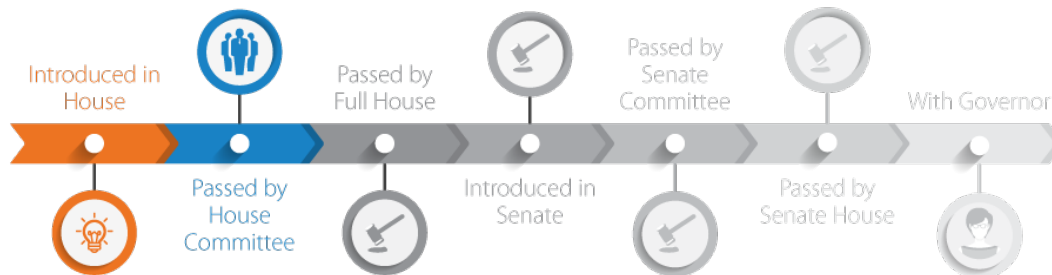 Introduced in
House
Passed by
House
Committee
Passed by
Full House
Introduced in
Senate
Passed by
Senate
Committee
Passed by
Senate House
With Governor